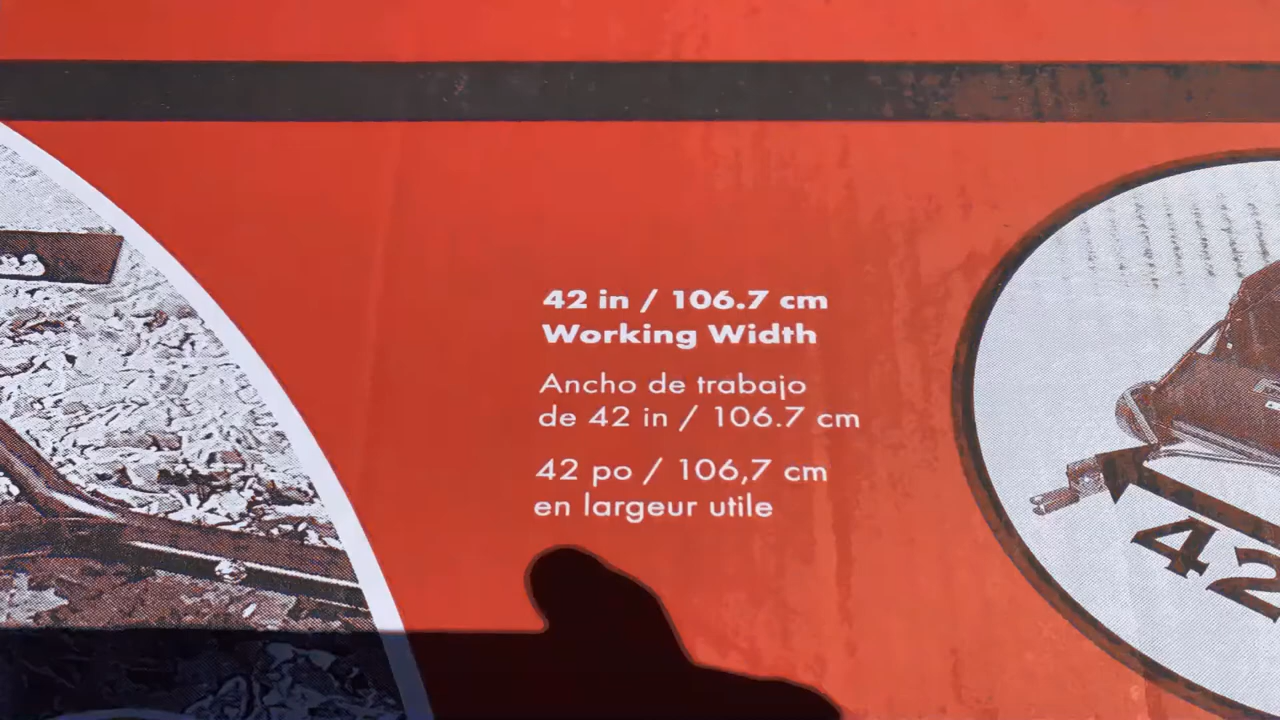 42 in / 106.7 cm
Working Width
Ancho de trabajo
de 42 in / 106.7 cm
42 po / 106,7 cm
en largeur utile
42